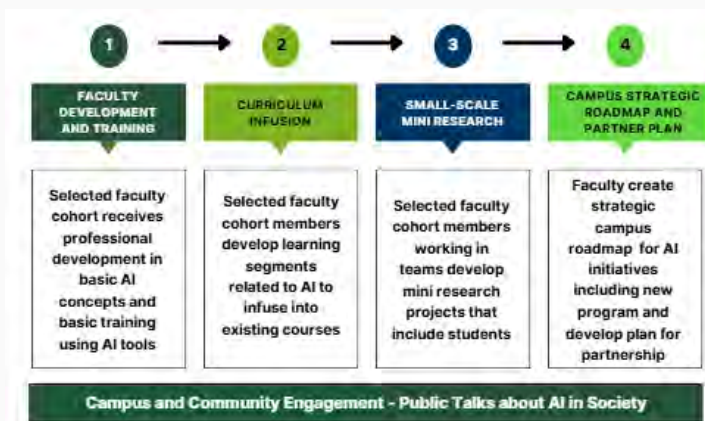 1
2
3
4
FACULTY
DEVELOPMENT
AND TRAINING
CURRICULUM
INFUSION
SMALL-SCALE
MINI RESEARCH
CAMPUS STRATEGIC
ROADMAP AND
PARTNER PLAN
Selected faculty
cohort receives
professional
development in
basic AI
concepts and
basic training
using AI tools
Selected faculty
cohort members
develop learning
segments
related to AI to
infuse into
existing courses
Selected faculty
cohort members
working in
teams develop
mini research
projects that
include students
Faculty create
strategic
campus
roadmap for AI
initiatives
including new
program and
develop plan for
partnership
Campus and Community Engagement - Public Talks about AI in Society